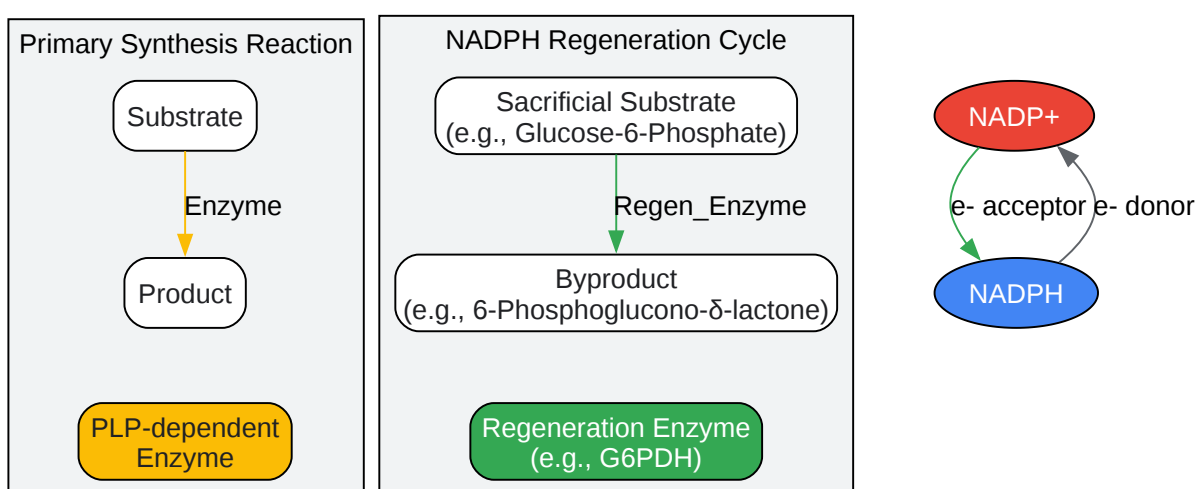 Primary Synthesis Reaction
Substrate
Enzyme
Product
PLP-dependent
Enzyme
NADPH Regeneration Cycle
Sacrificial Substrate
(e.g., Glucose-6-Phosphate)
Regen_Enzyme
Byproduct
(e.g., 6-Phosphoglucono-δ-lactone)
Regeneration Enzyme
(e.g., G6PDH)
NADP+
e- acceptor
e- donor
NADPH